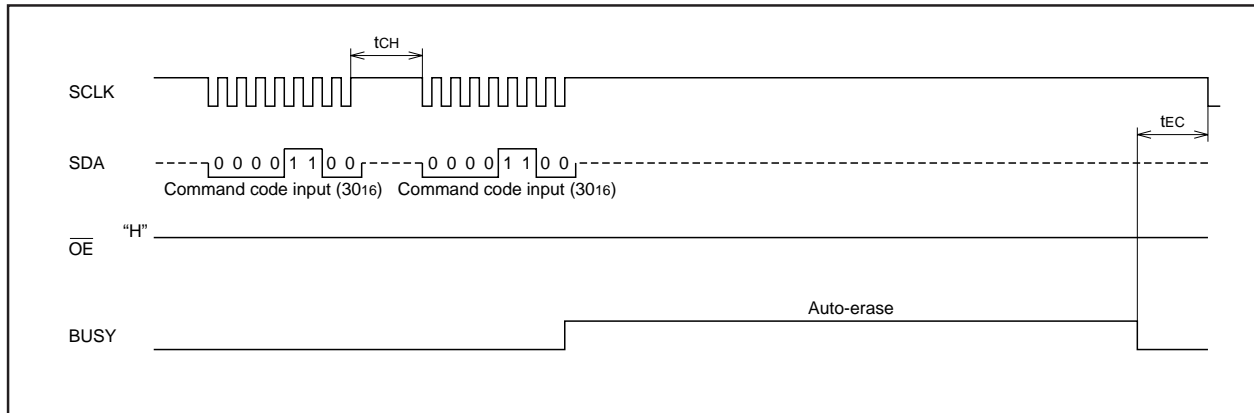 tCH
SCLK
tEC
SDA 0 0 0 0 1 1 0 0 0 0 0 0 1 1 0 0
Command code input (3016) Command code input (3016)
“H”
OE
Auto-erase
BUSY